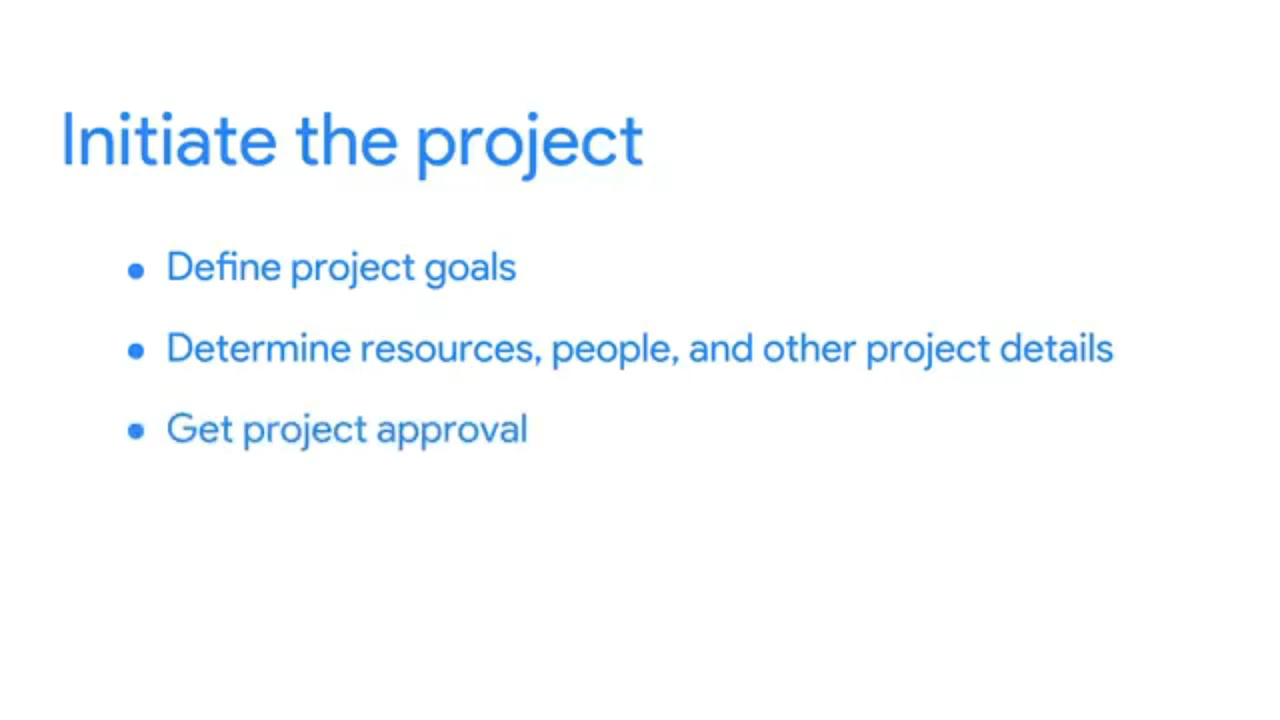 Initiate the project
• Define project goals
• Determine resources, people, and other project details
• Get project approval